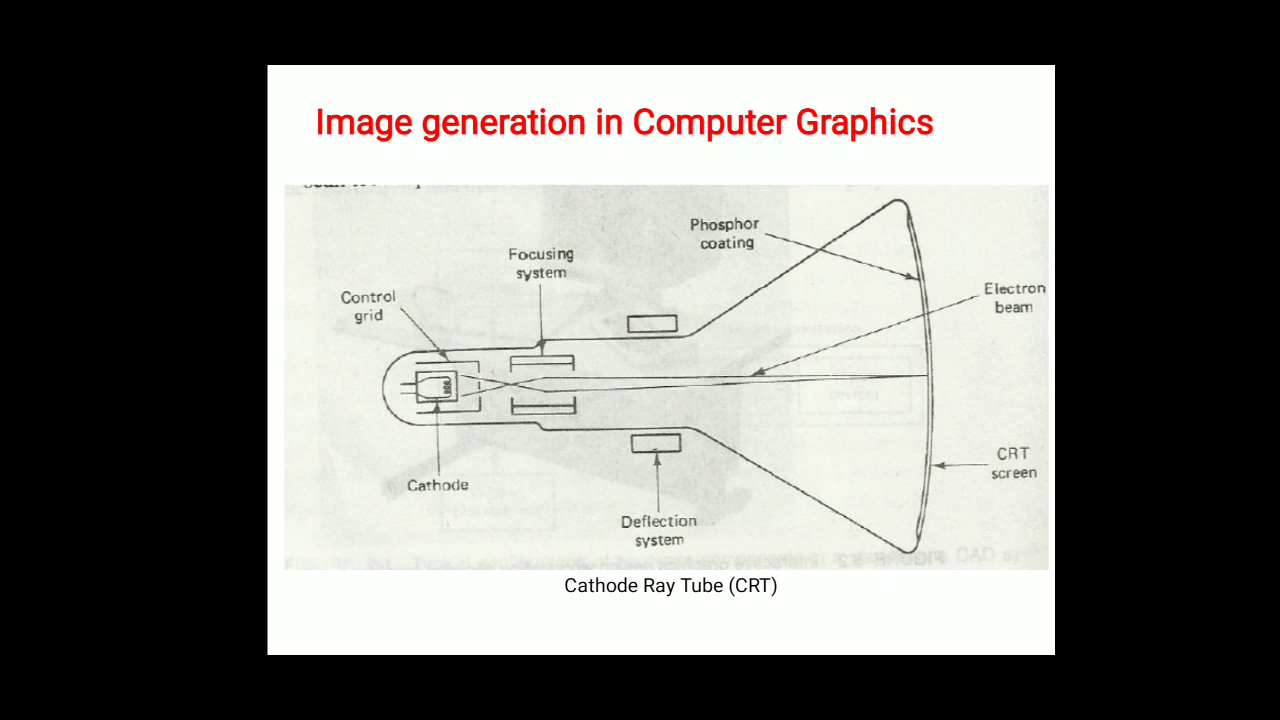 Image generation in Computer Graphics
Phosphor
coating
Focusing
system
Control
grid
Electron
beam
CRT
screen
Cathode
Deflection
system
Cathode Ray Tube (CRT)